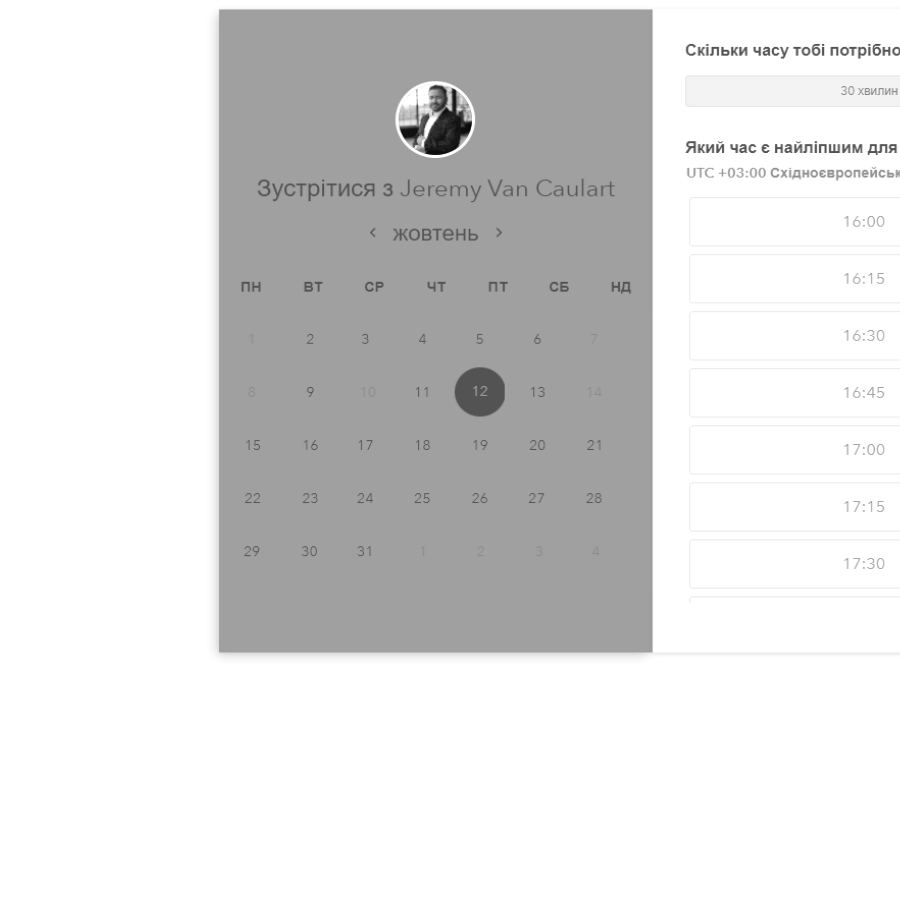 Зустрітися з Jeremy Van Caulart
жовтень
ПН ВТ СР ЧТ ПТ СБ НД
1 2 3 4 5 6 7
8 9 10 11 12 13 14
15 16 17 18 19 20 21
22 23 24 25 26 27 28
29 30 31 1 2 3 4
Скільки часу тобі потрібно
30 хвилин
Який час є найліпшим для
UTC +03:00 Східноєвропейськ
16:00
16:15
16:30
16:45
17:00
17:15
17:30